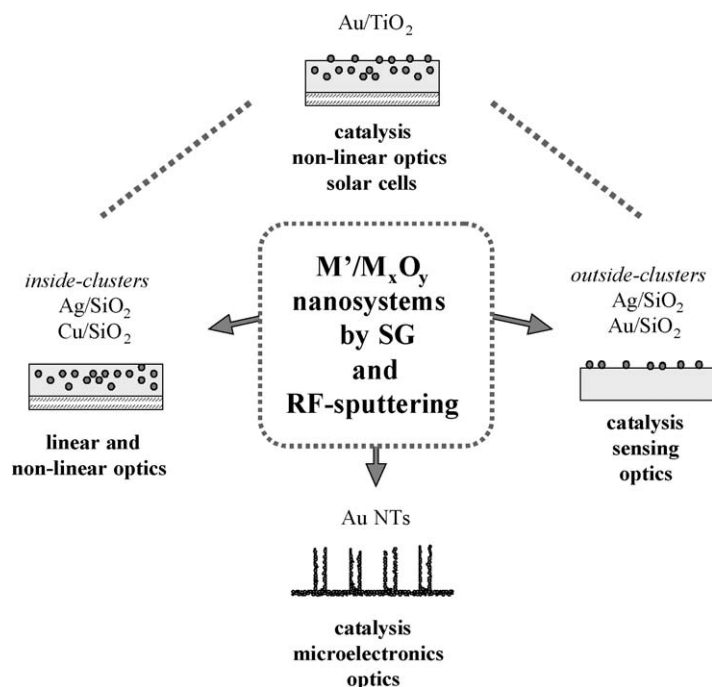 Au/TiO₂
catalysis
non-linear optics
solar cells
inside-clusters
Ag/SiO₂
Cu/SiO₂
linear and
non-linear optics
M’/MₓOᵧ
nanosystems
by SG
and
RF-sputtering
outside-clusters
Ag/SiO₂
Au/SiO₂
catalysis
sensing
optics
Au NTs
catalysis
microelectronics
optics